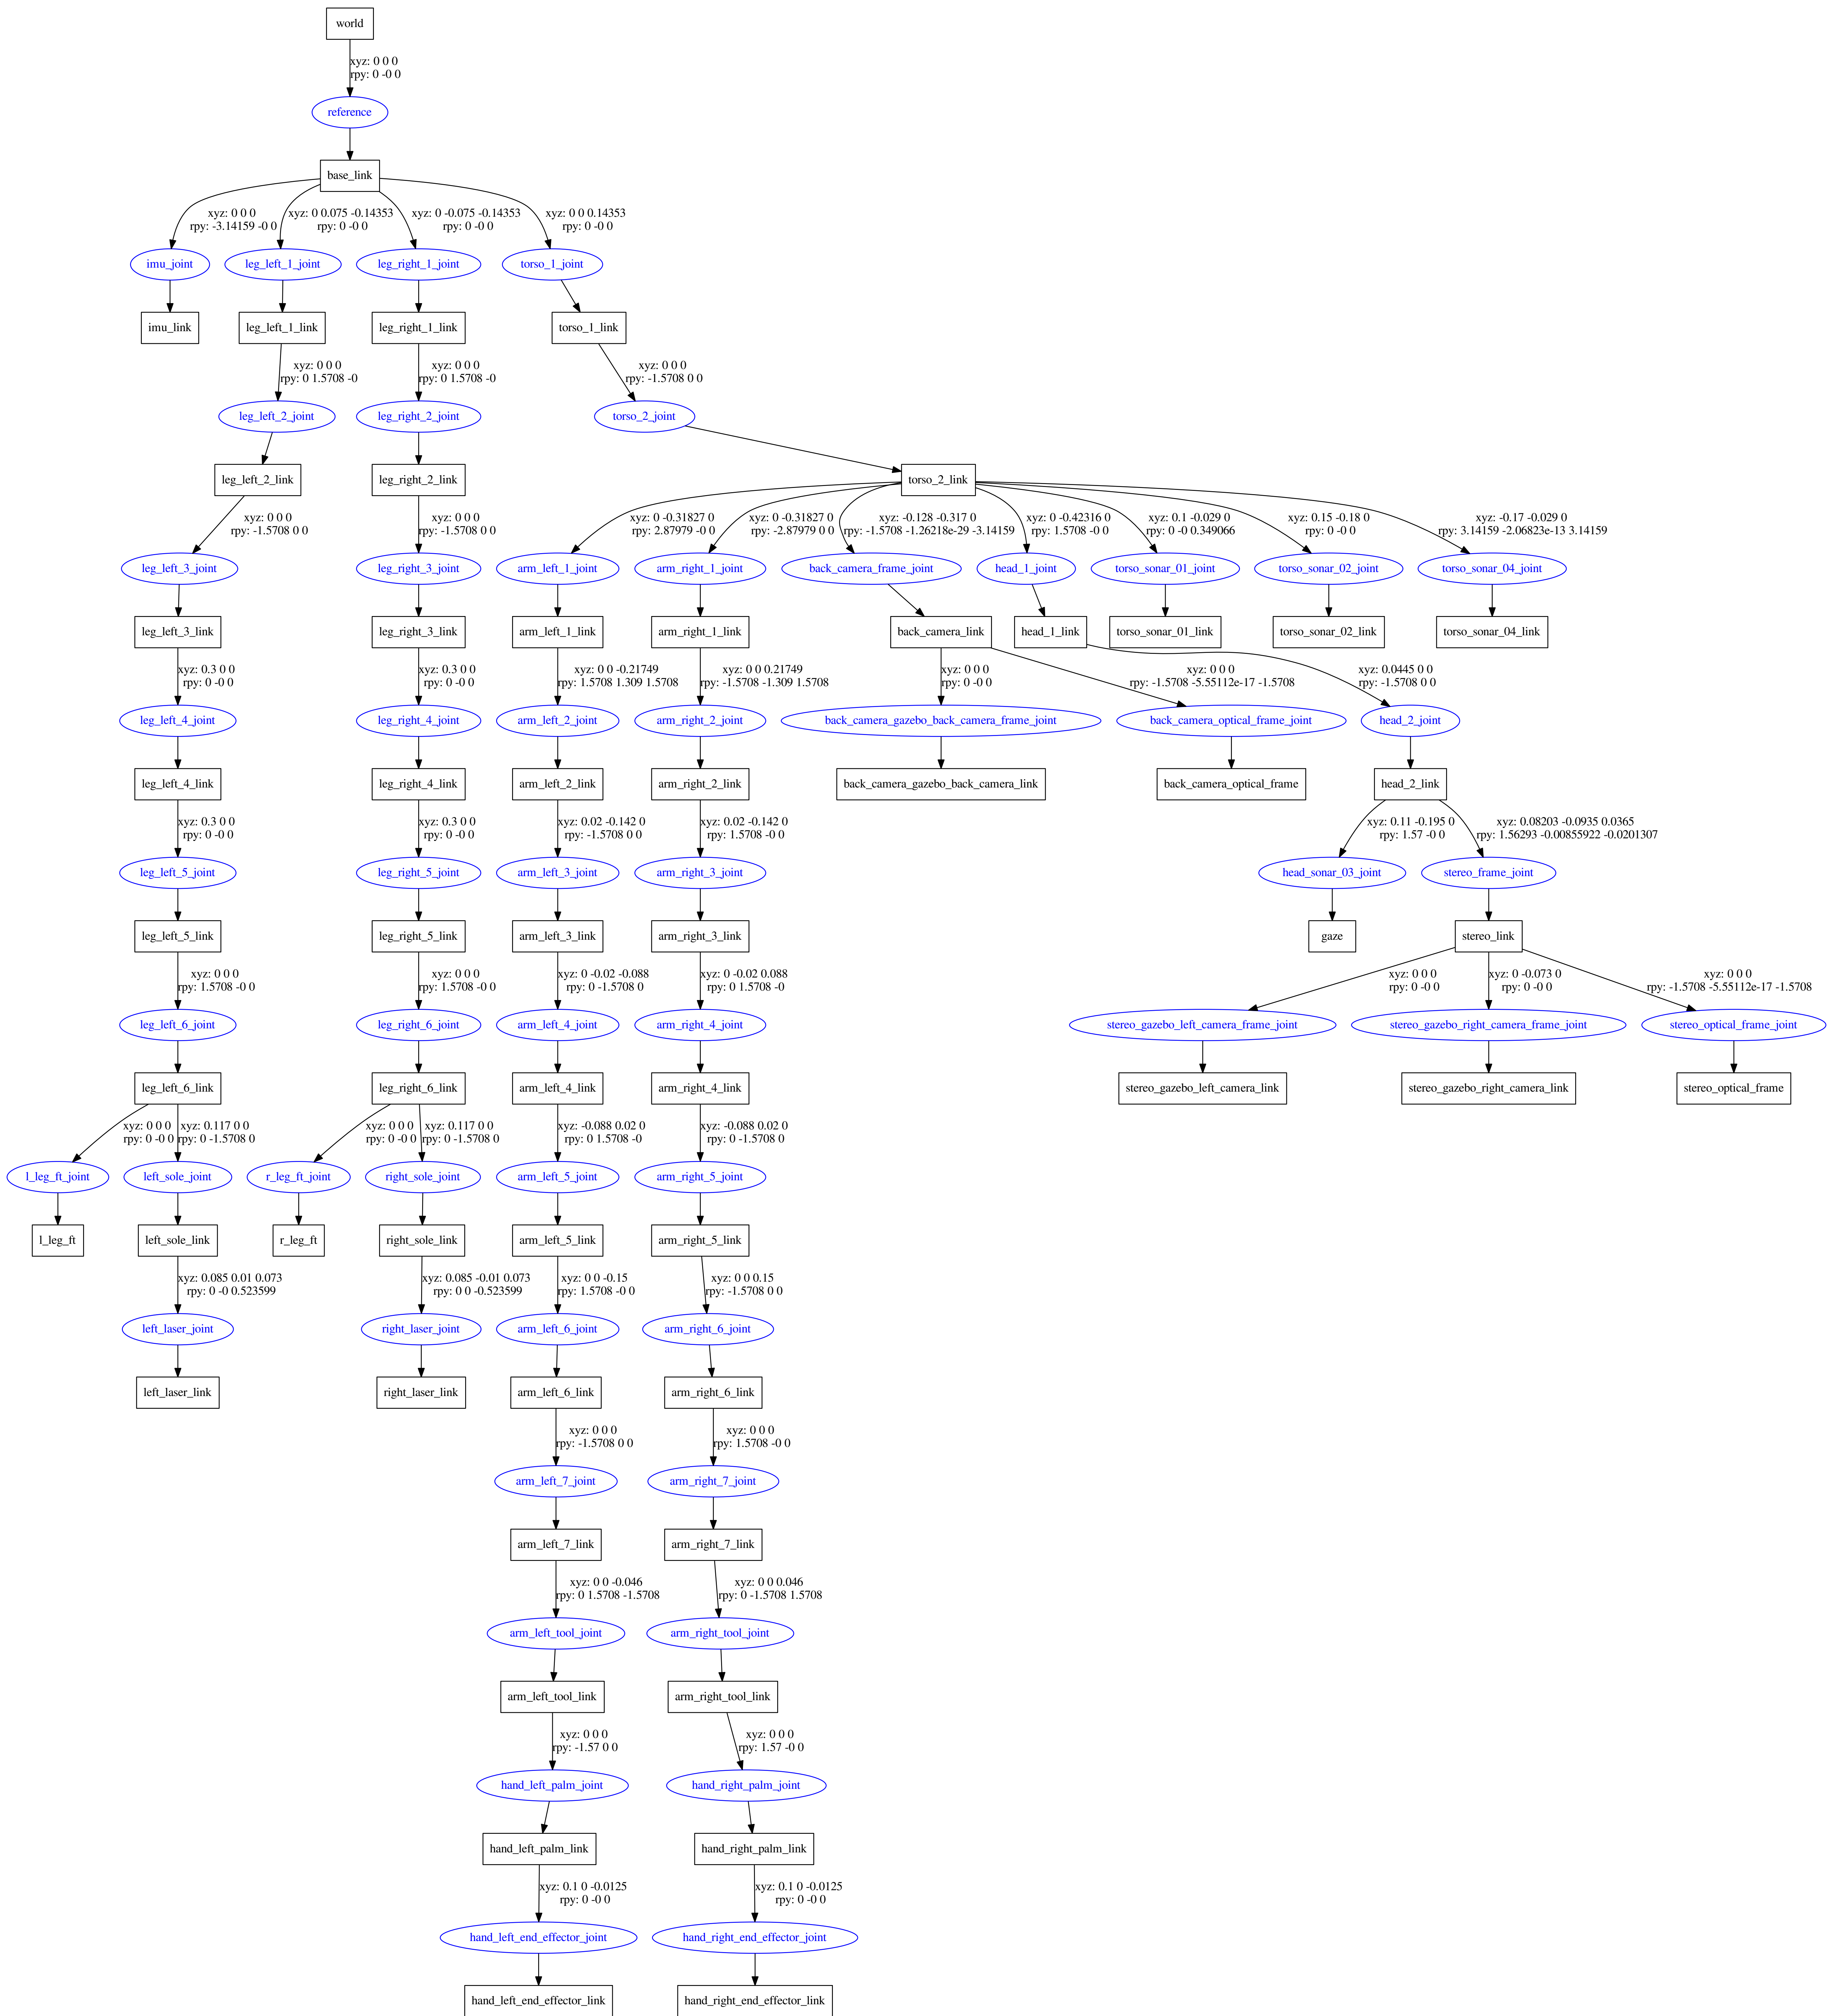 world
xyz: 0 0 0
rpy: 0 -0 0
reference
base_link
xyz: 0 0 0
rpy: -3.14159 -0 0
xyz: 0 0.075 -0.14353
rpy: 0 -0 0
xyz: 0 -0.075 -0.14353
rpy: 0 -0 0
xyz: 0 0 0.14353
rpy: 0 -0 0
imu_joint
leg_left_1_joint
leg_right_1_joint
torso_1_joint
imu_link
leg_left_1_link
leg_right_1_link
torso_1_link
xyz: 0 0 0
rpy: 0 1.5708 -0
xyz: 0 0 0
rpy: 0 1.5708 -0
xyz: 0 0 0
rpy: -1.5708 0 0
leg_left_2_joint
leg_right_2_joint
torso_2_joint
leg_left_2_link
leg_right_2_link
torso_2_link
xyz: 0 0 0
rpy: -1.5708 0 0
xyz: 0 0 0
rpy: -1.5708 0 0
xyz: 0 -0.31827 0
rpy: 2.87979 -0 0
xyz: 0 -0.31827 0
rpy: -2.87979 0 0
xyz: -0.128 -0.317 0
rpy: -1.5708 -1.26218e-29 -3.14159
xyz: 0 -0.42316 0
rpy: 1.5708 -0 0
xyz: 0.1 -0.029 0
rpy: 0 -0 0.349066
xyz: 0.15 -0.18 0
rpy: 0 -0 0
xyz: -0.17 -0.029 0
rpy: 3.14159 -2.06823e-13 3.14159
leg_left_3_joint
leg_right_3_joint
arm_left_1_joint
arm_right_1_joint
back_camera_frame_joint
head_1_joint
torso_sonar_01_joint
torso_sonar_02_joint
torso_sonar_04_joint
leg_left_3_link
leg_right_3_link
arm_left_1_link
arm_right_1_link
back_camera_link
head_1_link
torso_sonar_01_link
torso_sonar_02_link
torso_sonar_04_link
xyz: 0.3 0 0
rpy: 0 -0 0
xyz: 0.3 0 0
rpy: 0 -0 0
xyz: 0 0 -0.21749
rpy: 1.5708 1.309 1.5708
xyz: 0 0 0.21749
rpy: -1.5708 -1.309 1.5708
xyz: 0 0 0
rpy: 0 -0 0
xyz: 0 0 0
rpy: -1.5708 -5.55112e-17 -1.5708
xyz: 0.0445 0 0
rpy: -1.5708 0 0
leg_left_4_joint
leg_right_4_joint
arm_left_2_joint
arm_right_2_joint
back_camera_gazebo_back_camera_frame_joint
back_camera_optical_frame_joint
head_2_joint
leg_left_4_link
leg_right_4_link
arm_left_2_link
arm_right_2_link
back_camera_gazebo_back_camera_link
back_camera_optical_frame
head_2_link
xyz: 0.3 0 0
rpy: 0 -0 0
xyz: 0.3 0 0
rpy: 0 -0 0
xyz: 0.02 -0.142 0
rpy: -1.5708 0 0
xyz: 0.02 -0.142 0
rpy: 1.5708 -0 0
xyz: 0.11 -0.195 0
rpy: 1.57 -0 0
xyz: 0.08203 -0.0935 0.0365
rpy: 1.56293 -0.00855922 -0.0201307
leg_left_5_joint
leg_right_5_joint
arm_left_3_joint
arm_right_3_joint
head_sonar_03_joint
stereo_frame_joint
leg_left_5_link
leg_right_5_link
arm_left_3_link
arm_right_3_link
gaze
stereo_link
xyz: 0 0 0
rpy: 1.5708 -0 0
xyz: 0 0 0
rpy: 1.5708 -0 0
xyz: 0 -0.02 -0.088
rpy: 0 -1.5708 0
xyz: 0 -0.02 0.088
rpy: 0 1.5708 -0
xyz: 0 0 0
rpy: 0 -0 0
xyz: 0 -0.073 0
rpy: 0 -0 0
xyz: 0 0 0
rpy: -1.5708 -5.55112e-17 -1.5708
leg_left_6_joint
leg_right_6_joint
arm_left_4_joint
arm_right_4_joint
stereo_gazebo_left_camera_frame_joint
stereo_gazebo_right_camera_frame_joint
stereo_optical_frame_joint
leg_left_6_link
leg_right_6_link
arm_left_4_link
arm_right_4_link
stereo_gazebo_left_camera_link
stereo_gazebo_right_camera_link
stereo_optical_frame
xyz: 0 0 0
rpy: 0 -0 0
xyz: 0.117 0 0
rpy: 0 -1.5708 0
xyz: 0 0 0
rpy: 0 -0 0
xyz: 0.117 0 0
rpy: 0 -1.5708 0
xyz: -0.088 0.02 0
rpy: 0 1.5708 -0
xyz: -0.088 0.02 0
rpy: 0 -1.5708 0
l_leg_ft_joint
left_sole_joint
r_leg_ft_joint
right_sole_joint
arm_left_5_joint
arm_right_5_joint
l_leg_ft
left_sole_link
r_leg_ft
right_sole_link
arm_left_5_link
arm_right_5_link
xyz: 0.085 0.01 0.073
rpy: 0 -0 0.523599
xyz: 0.085 -0.01 0.073
rpy: 0 0 -0.523599
xyz: 0 0 -0.15
rpy: 1.5708 -0 0
xyz: 0 0 0.15
rpy: -1.5708 0 0
left_laser_joint
right_laser_joint
arm_left_6_joint
arm_right_6_joint
left_laser_link
right_laser_link
arm_left_6_link
arm_right_6_link
xyz: 0 0 0
rpy: -1.5708 0 0
xyz: 0 0 0
rpy: 1.5708 -0 0
arm_left_7_joint
arm_right_7_joint
arm_left_7_link
arm_right_7_link
xyz: 0 0 -0.046
rpy: 0 1.5708 -1.5708
xyz: 0 0 0.046
rpy: 0 -1.5708 1.5708
arm_left_tool_joint
arm_right_tool_joint
arm_left_tool_link
arm_right_tool_link
xyz: 0 0 0
rpy: -1.57 0 0
xyz: 0 0 0
rpy: 1.57 -0 0
hand_left_palm_joint
hand_right_palm_joint
hand_left_palm_link
hand_right_palm_link
xyz: 0.1 0 -0.0125
rpy: 0 -0 0
xyz: 0.1 0 -0.0125
rpy: 0 -0 0
hand_left_end_effector_joint
hand_right_end_effector_joint
hand_left_end_effector_link
hand_right_end_effector_link